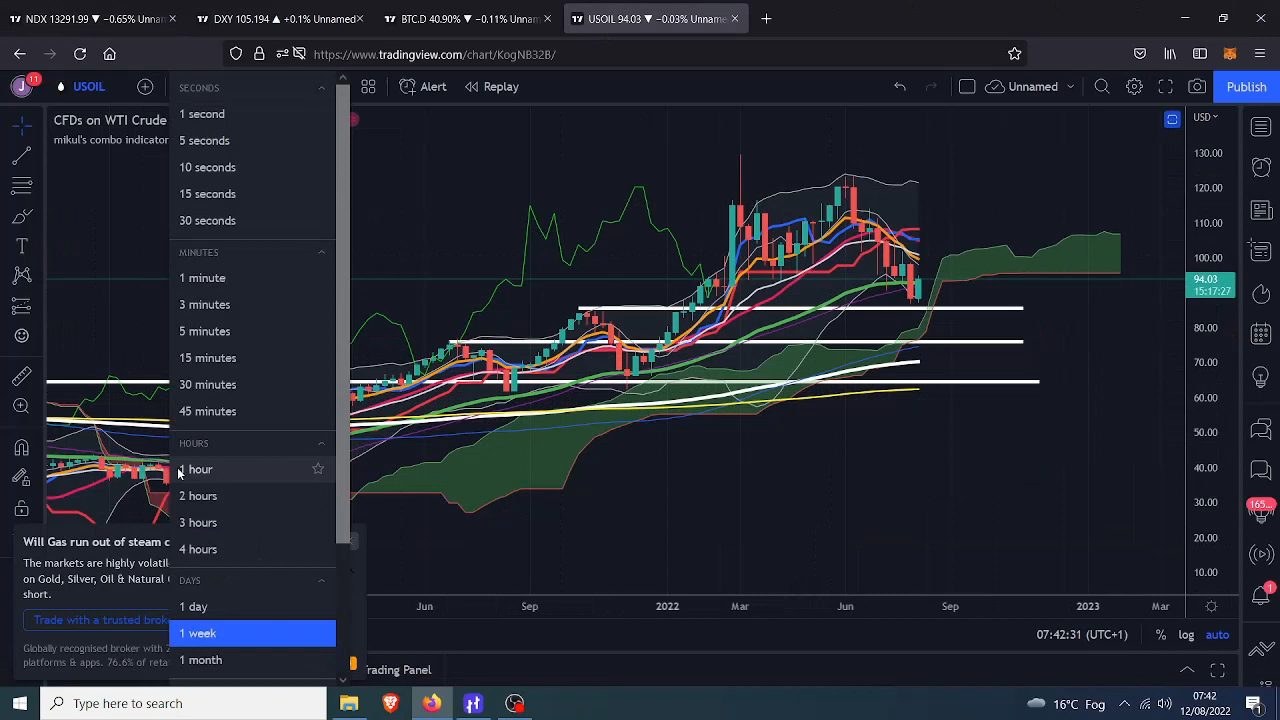 NDX 13291.99 ▼ −0.65% Unnam
DXY 105.194 ▲ +0.1% Unnamed
BTC.D 40.90% ▼ −0.11% Unnam
USOIL 94.03 ▼ −0.03% Unname
https://www.tradingview.com/chart/KogNB32B/
J
11
USOIL
Alert
Replay
Unnamed
Publish
CFDs on WTI Crude
mikul's combo indicator
SECONDS
1 second
5 seconds
10 seconds
15 seconds
30 seconds
MINUTES
1 minute
3 minutes
5 minutes
15 minutes
30 minutes
45 minutes
HOURS
1 hour
2 hours
3 hours
4 hours
DAYS
1 day
1 week
1 month
USD
130.00
120.00
110.00
100.00
94.03
15:17:27
80.00
70.00
60.00
50.00
40.00
30.00
20.00
10.00
165...
1
Will Gas run out of steam
The markets are highly volatil
on Gold, Silver, Oil & Natural
short.
Trade with a trusted broke
Globally recognised broker with
platforms & apps. 76.6% of reta
Jun
Sep
2022
Mar
Jun
Sep
2023
Mar
07:42:31 (UTC+1)
%
log
auto
Trading Panel
Type here to search
16°C Fog
07:42
12/08/2022
1